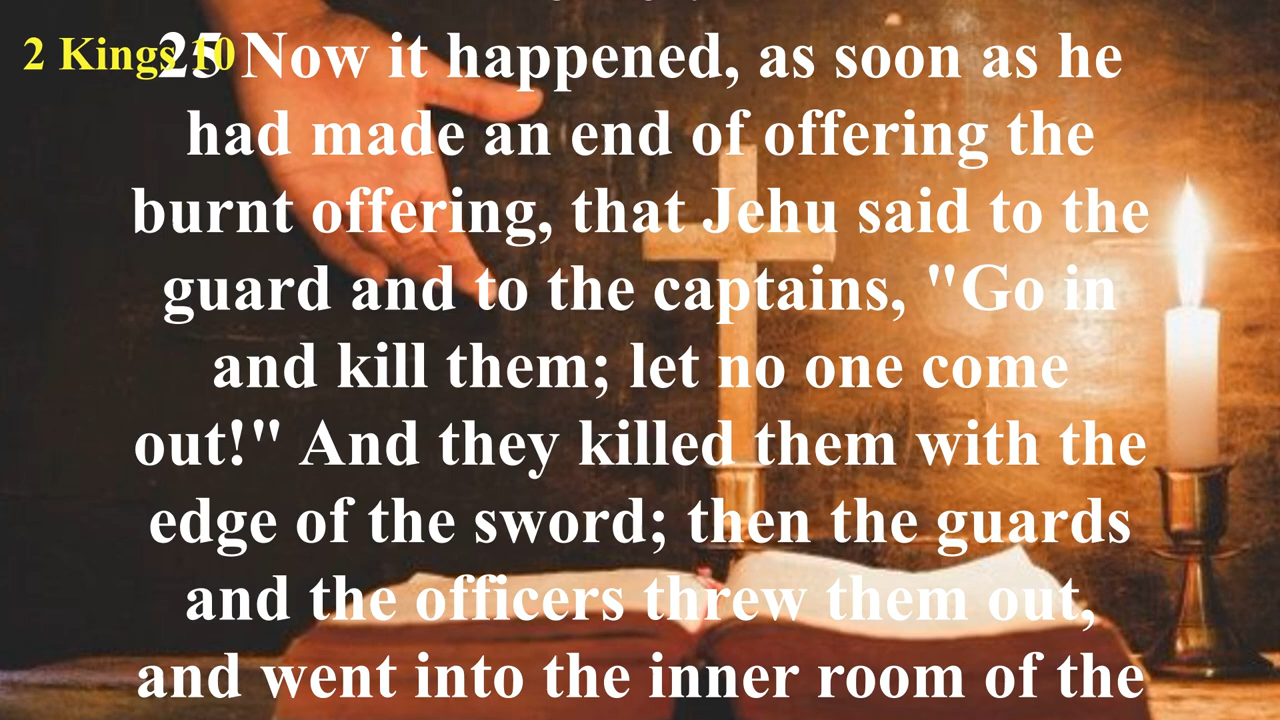 2 Kings 10
25 Now it happened, as soon as he
had made an end of offering the
burnt offering, that Jehu said to the
guard and to the captains, "Go in
and kill them; let no one come
out!" And they killed them with the
edge of the sword; then the guards
and the officers threw them out,
and went into the inner room of the